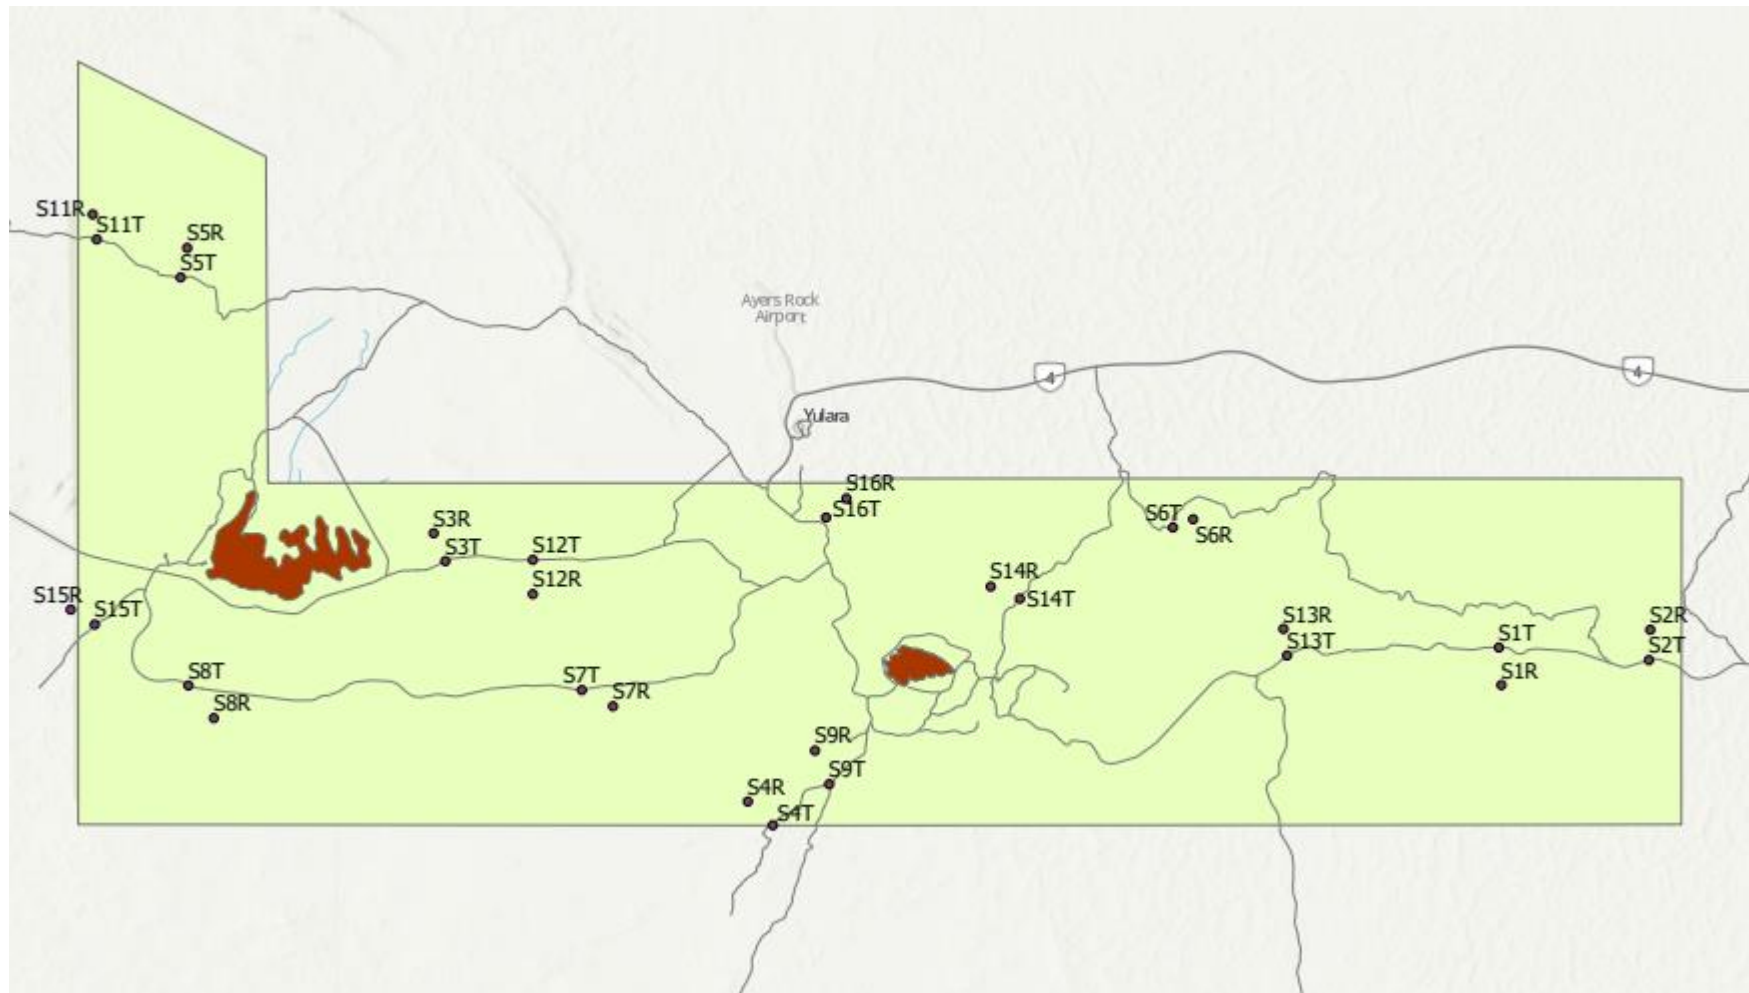 S11R
S11T
S5R
S5T
Ayers Rock
Airport
4
4
Yulara
S16R
S16T
S3R
S3T
S12T
S12R
S6T
S6R
S14R
S14T
S15R
S15T
S13R
S13T
S1T
S1R
S2R
S2T
S8T
S8R
S7T
S7R
S9R
S9T
S4R
S4T